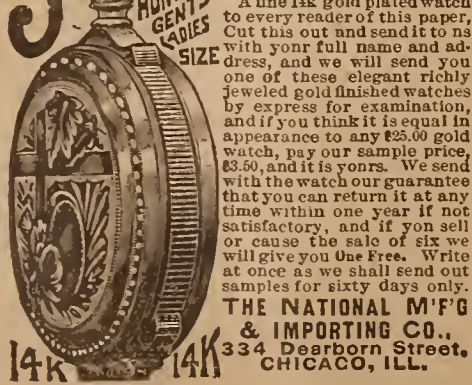 HUNT
GENTS
LADIES
SIZE
A fine 14K gold plated watch
to every reader of this paper.
Cut this out and send it to us
with your full name and ad-
dress, and we will send you
one of these elegant richly
jeweled gold finished watches
by express for examination,
and if you think it is equal in
appearance to any $25.00 gold
watch, pay our sample price,
$3.50, and it is yours. We send
with the watch our guarantee
that you can return it at any
time within one year if not
satisfactory, and if you sell
or cause the sale of six we
will give you One Free. Write
at once as we shall send out
samples for sixty days only.
THE NATIONAL M'F'G
& IMPORTING CO.,
334 Dearborn Street,
CHICAGO, ILL.
14K
14K